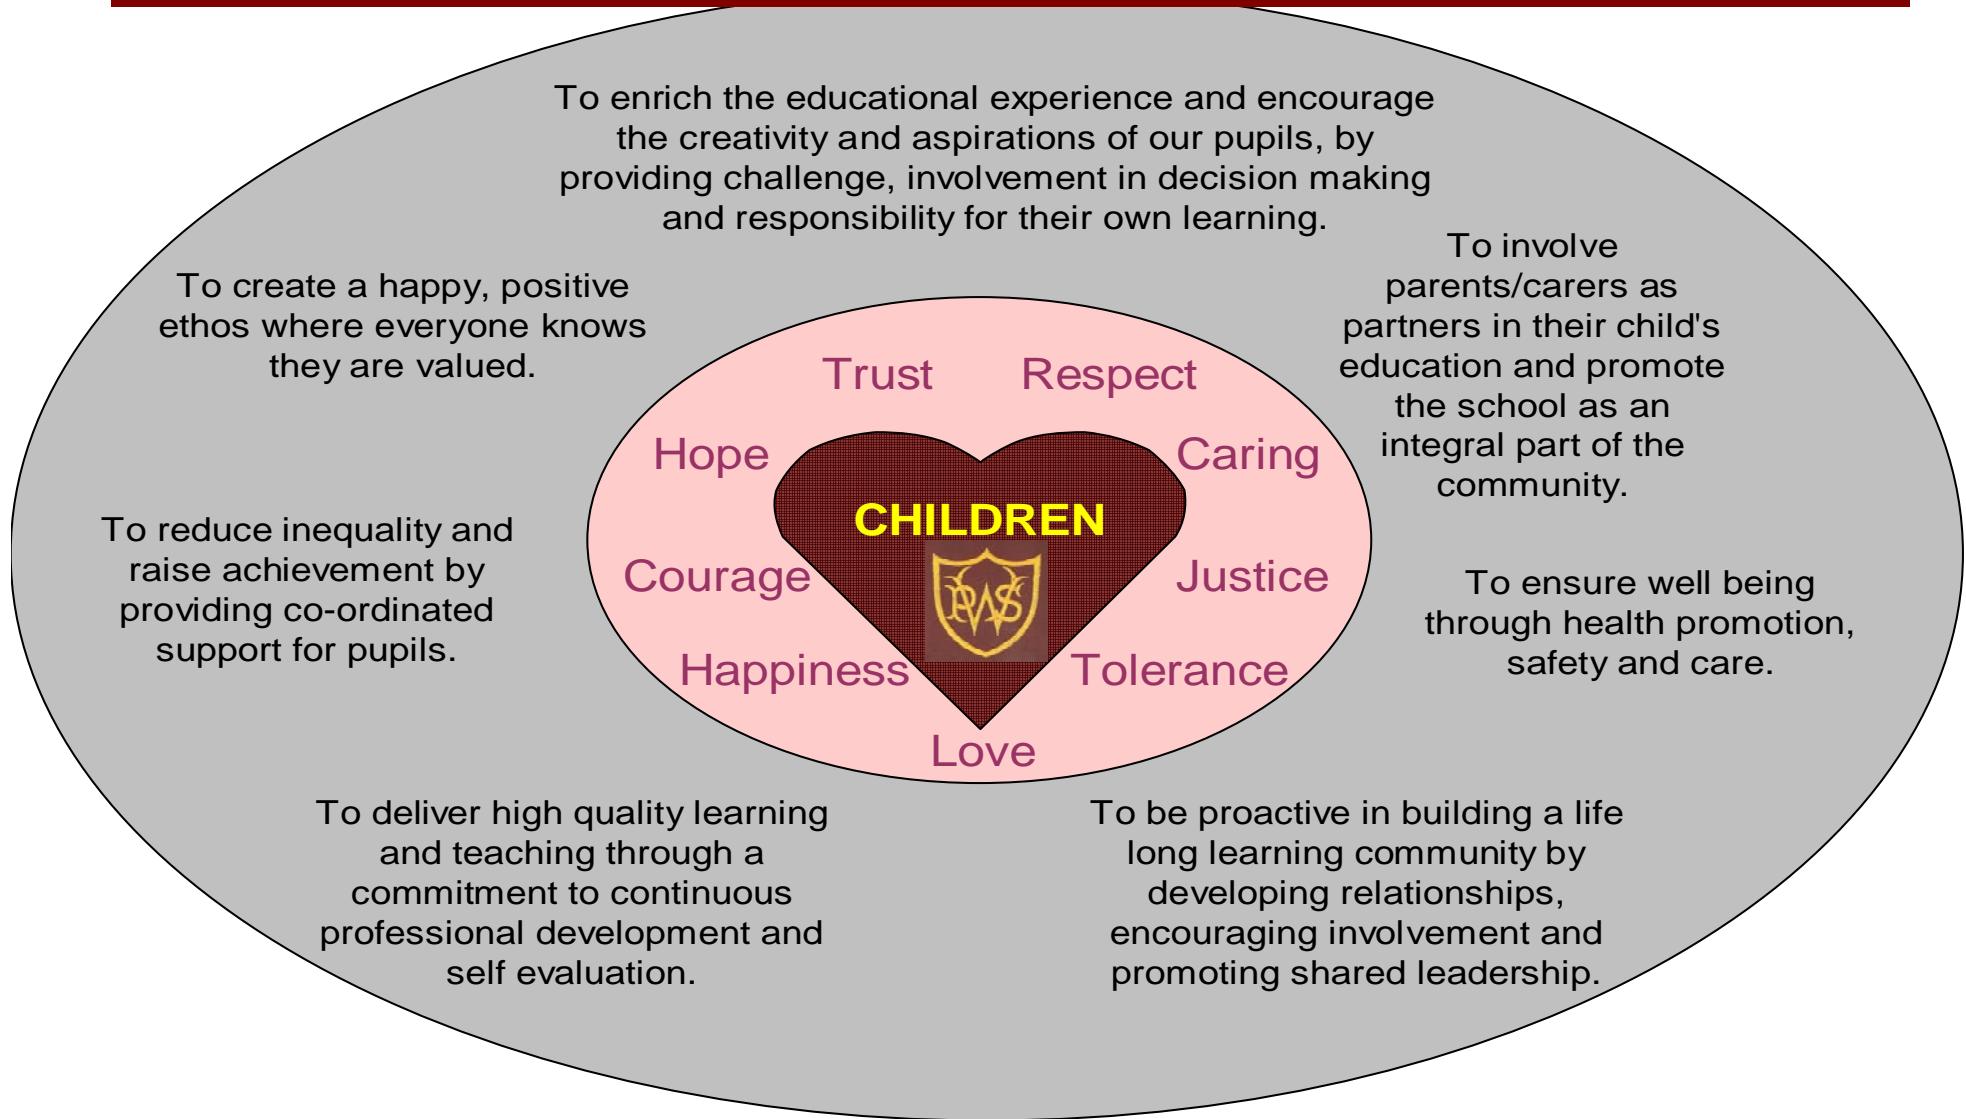 To enrich the educational experience and encourage
the creativity and aspirations of our pupils, by
providing challenge, involvement in decision making
and responsibility for their own learning.
To create a happy, positive
ethos where everyone knows
they are valued.
To involve
parents/carers as
partners in their child's
education and promote
the school as an
integral part of the
community.
Trust
Respect
Hope
Caring
CHILDREN
Courage
Justice
Happiness
Tolerance
Love
To reduce inequality and
raise achievement by
providing co-ordinated
support for pupils.
To ensure well being
through health promotion,
safety and care.
To deliver high quality learning
and teaching through a
commitment to continuous
professional development and
self evaluation.
To be proactive in building a life
long learning community by
developing relationships,
encouraging involvement and
promoting shared leadership.